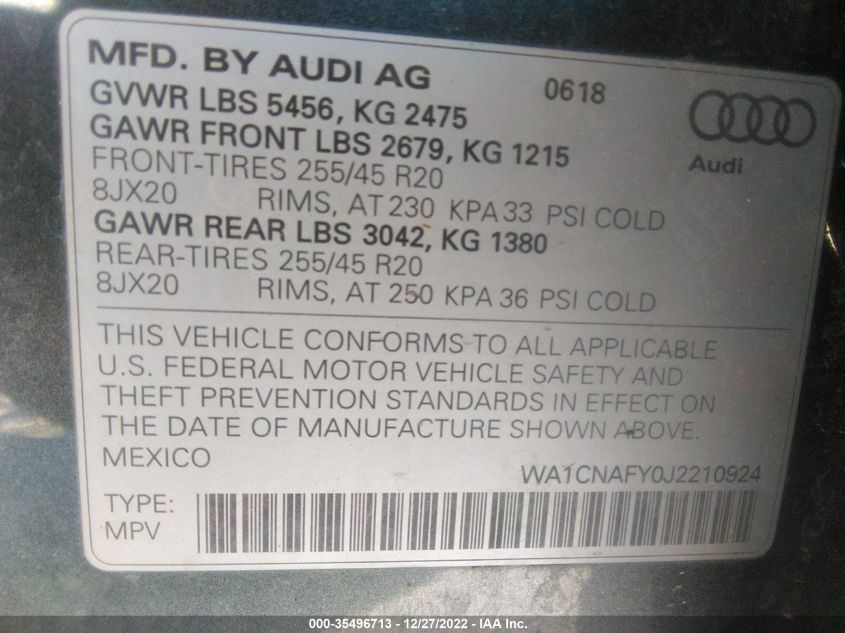 MFD. BY AUDI AG 0618
GVWR LBS 5456, KG 2475
GAWR FRONT LBS 2679, KG 1215
Audi
FRONT-TIRES 255/45 R20
8JX20 RIMS, AT 230 KPA 33 PSI COLD
GAWR REAR LBS 3042, KG 1380
REAR-TIRES 255/45 R20
8JX20 RIMS, AT 250 KPA 36 PSI COLD
THIS VEHICLE CONFORMS TO ALL APPLICABLE
U.S. FEDERAL MOTOR VEHICLE SAFETY AND
THEFT PREVENTION STANDARDS IN EFFECT ON
THE DATE OF MANUFACTURE SHOWN ABOVE.
MEXICO
WA1CNAFY0J2210924
TYPE:
MPV
000-35496713 - 12/27/2022 - IAA Inc.